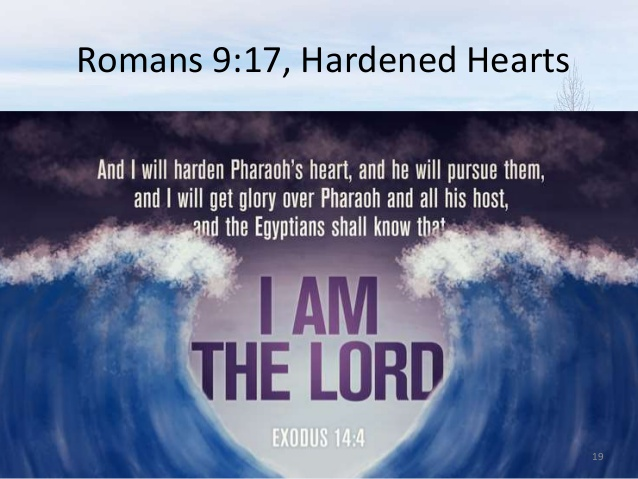 Romans 9:17, Hardened Hearts
And I will harden Pharaoh's heart, and he will pursue them,
and I will get glory over Pharaoh and all his host,
and the Egyptians shall know that
I AM
THE LORD
EXODUS 14:4
19